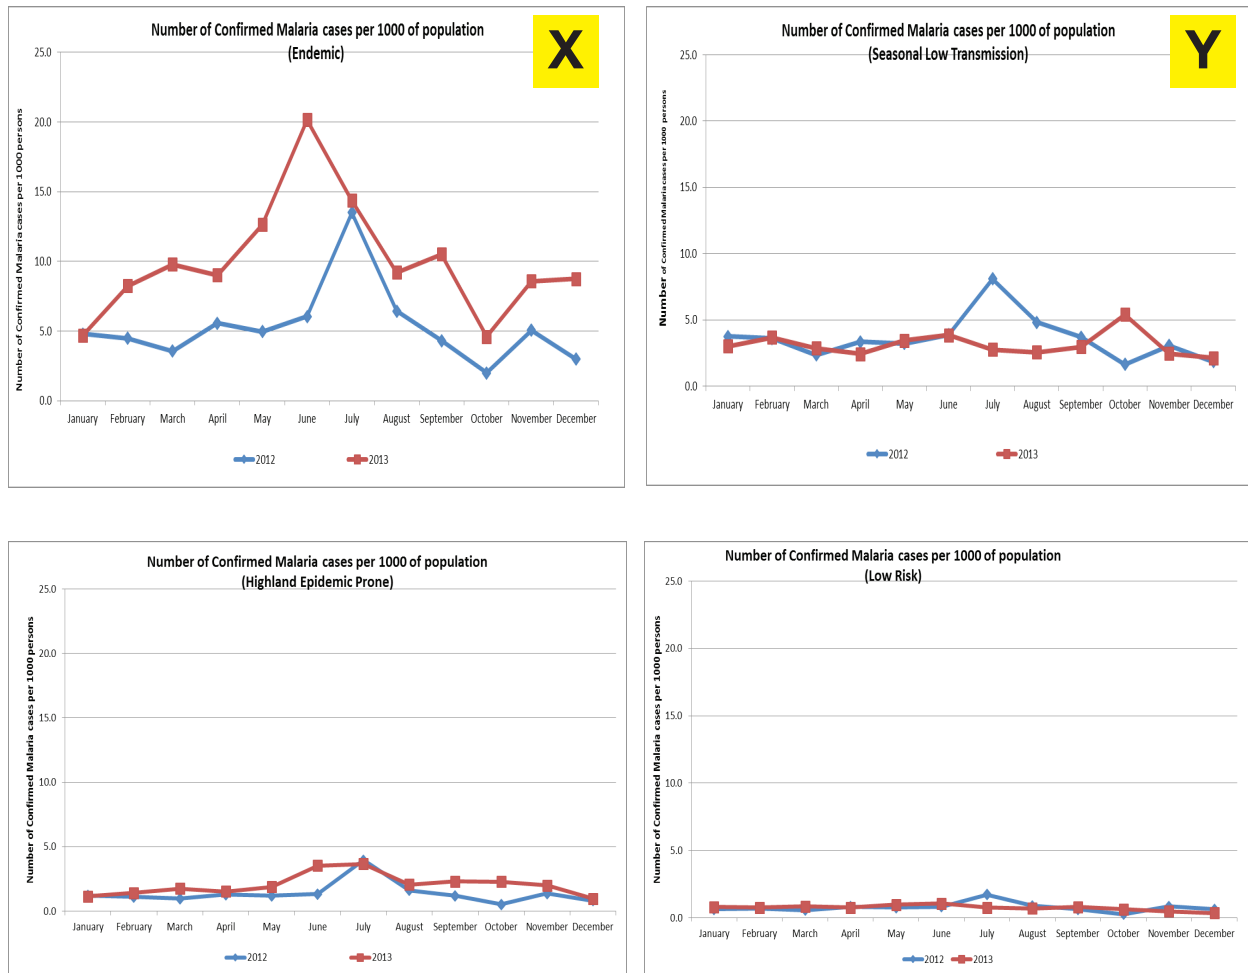 Number of Confirmed Malaria cases per 1000 of population
(Endemic)
X
Number of Confirmed Malaria cases per 1000 persons
25.0
20.0
15.0
10.0
5.0
0.0
January February March April May June July August September October November December
2012 2013
Number of Confirmed Malaria cases per 1000 of population
(Seasonal Low Transmission)
Y
Number of Confirmed Malaria cases per 1000 persons
25.0
20.0
15.0
10.0
5.0
0.0
January February March April May June July August September October November December
2012 2013
Number of Confirmed Malaria cases per 1000 of population
(Highland Epidemic Prone)
Number of Confirmed Malaria cases per 1000 persons
25.0
20.0
15.0
10.0
5.0
0.0
January February March April May June July August September October November December
2012 2013
Number of Confirmed Malaria cases per 1000 of population
(Low Risk)
Number of Confirmed Malaria cases per 1000 persons
25.0
20.0
15.0
10.0
5.0
0.0
January February March April May June July August September October November December
2012 2013